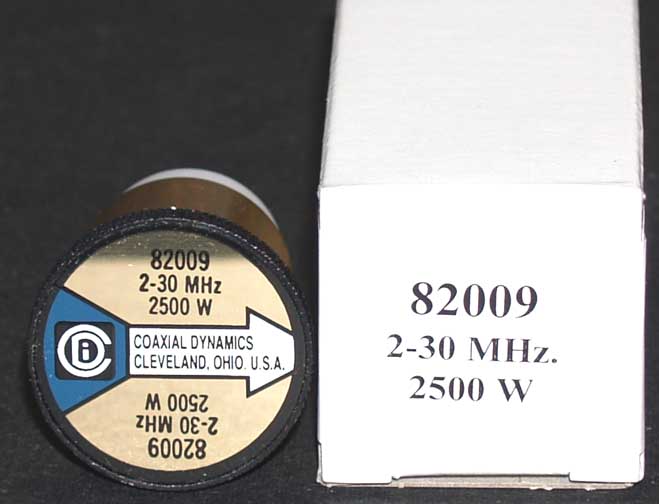 82009
2-30 MHz
2500 W
CDI
COAXIAL DYNAMICS
CLEVELAND, OHIO. U.S.A.
2500 W
2-30 MHz
82009
82009
2-30 MHz.
2500 W